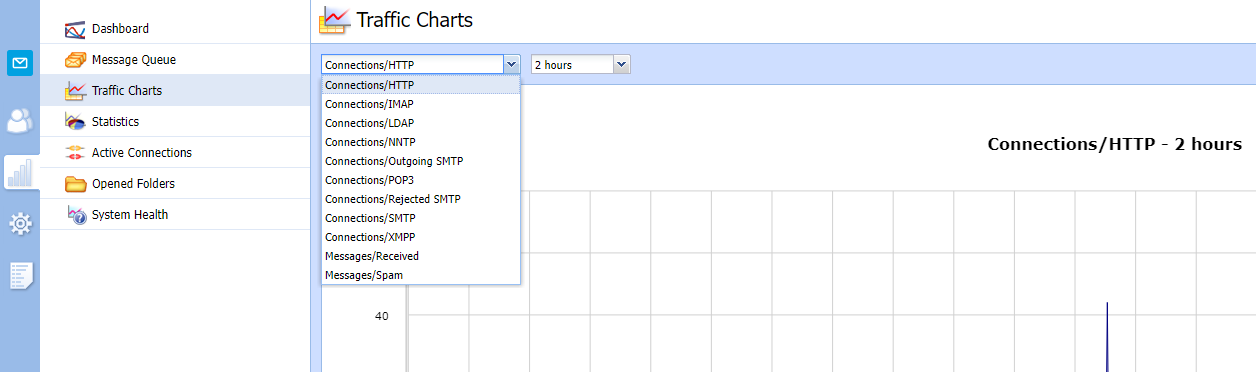 Dashboard
Message Queue
Traffic Charts
Statistics
Active Connections
Opened Folders
System Health
Traffic Charts
Connections/HTTP
2 hours
Connections/HTTP
Connections/IMAP
Connections/LDAP
Connections/NNTP
Connections/Outgoing SMTP
Connections/POP3
Connections/Rejected SMTP
Connections/SMTP
Connections/XMPP
Messages/Received
Messages/Spam
Connections/HTTP - 2 hours
40